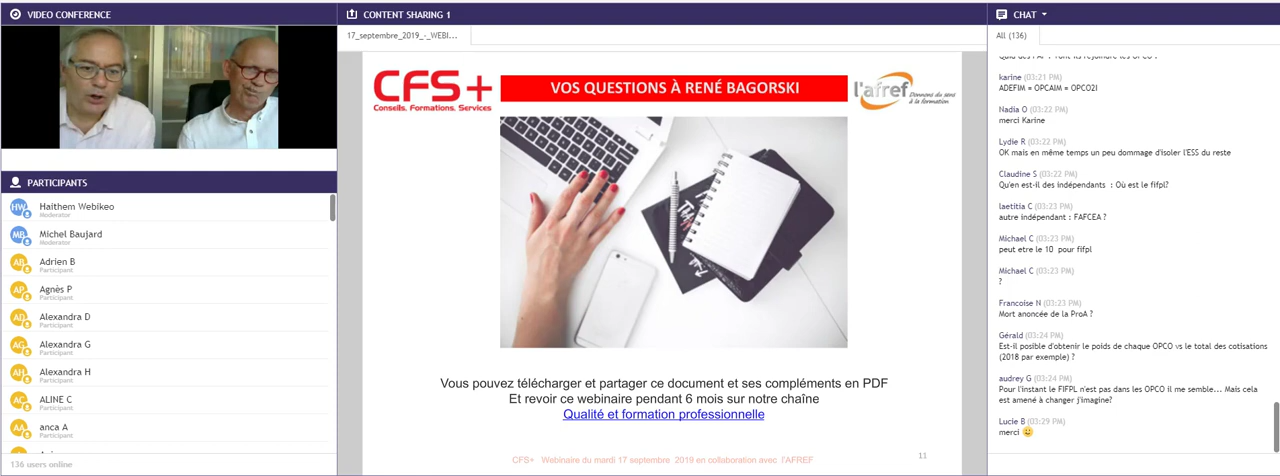 VIDEO CONFERENCE
CONTENT SHARING 1
CHAT
17_septembre_2019_-_WEBI...
All (136)
CFS+
Conseils. Formations. Services.
VOS QUESTIONS À RENÉ BAGORSKI
l'afref
Donnons du sens
à la formation
Vous pouvez télécharger et partager ce document et ses compléments en PDF
Et revoir ce webinaire pendant 6 mois sur notre chaîne
Qualité et formation professionnelle
CFS+ Webinaire du mardi 17 septembre 2019 en collaboration avec l'AFREF
11
PARTICIPANTS
HW Haithem Webikeo
Moderator
MB Michel Baujard
Moderator
AB Adrien B
Participant
AP Agnès P
Participant
AD Alexandra D
Participant
AG Alexandra G
Participant
AH Alexandra H
Participant
AC ALINE C
Participant
AA anca A
Participant
136 users online
karine (03:21 PM)
ADEFIM = OPCAIM = OPCO2I
Nadia O (03:22 PM)
merci Karine
Lydie R (03:22 PM)
OK mais en même temps un peu dommage d'isoler l'ESS du reste
Claudine S (03:22 PM)
Qu'en est-il des indépendants : Où est le fifpl?
laetitia C (03:23 PM)
autre indépendant : FAFCEA ?
Michael C (03:23 PM)
peut etre le 10 pour fifpl
Michael C (03:23 PM)
?
Francoise N (03:23 PM)
Mort anoncée de la ProA ?
Gérald (03:24 PM)
Est-il posible d'obtenir le poids de chaque OPCO vs le total des cotisations
(2018 par exemple) ?
audrey G (03:24 PM)
Pour l'instant le FIFPL n'est pas dans les OPCO il me semble... Mais cela
est amené à changer j'imagine?
Lucie B (03:29 PM)
merci 🙂